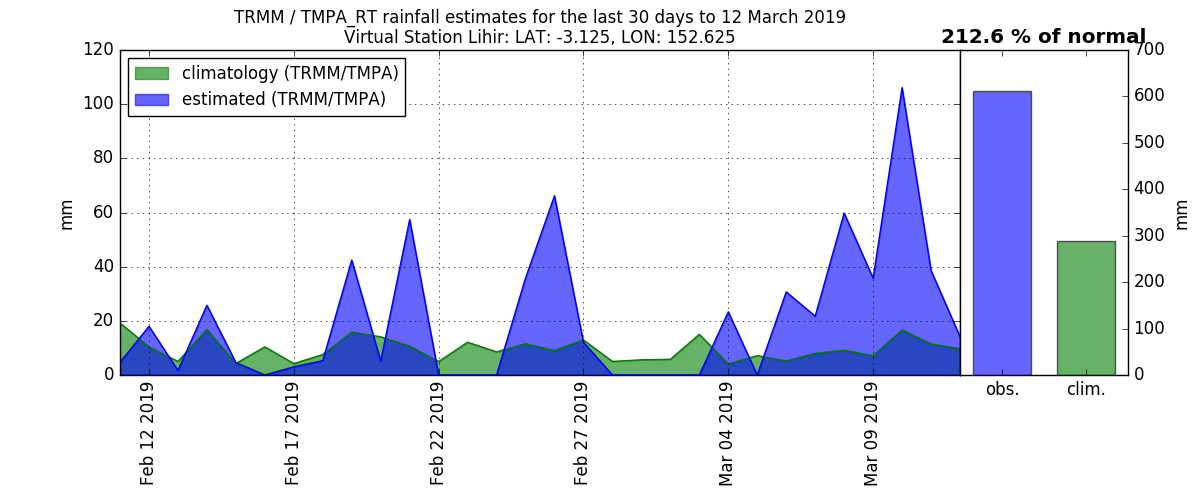 TRMM / TMPA_RT rainfall estimates for the last 30 days to 12 March 2019
Virtual Station Lihir: LAT: -3.125, LON: 152.625
212.6 % of normal
climatology (TRMM/TMPA)
estimated (TRMM/TMPA)
120
100
80
60
40
20
0
mm
Feb 12 2019
Feb 17 2019
Feb 22 2019
Feb 27 2019
Mar 04 2019
Mar 09 2019
700
600
500
400
300
200
100
0
mm
obs.
clim.